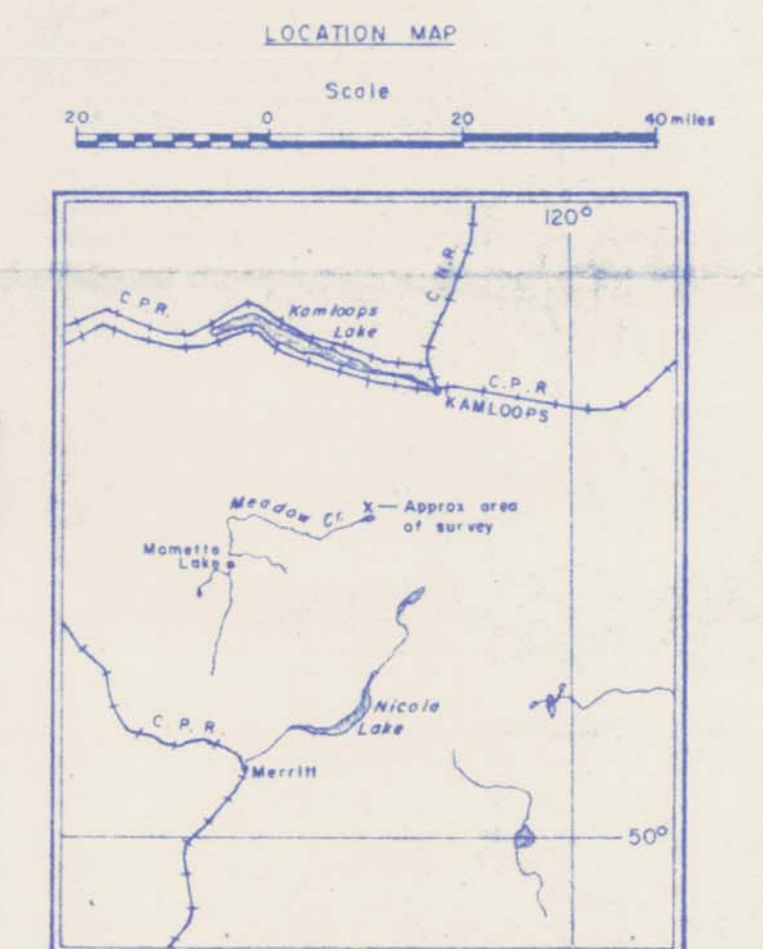 LOCATION MAP
Scale
20 0 20 40 miles
120°
C.N.R.
C.P.R.
Kamloops
Lake
C.P.R
KAMLOOPS
Meadow Cr.
X — Approx area
of survey
Mamette
Lake
Nicola
Lake
C.P.R.
Merritt
50°